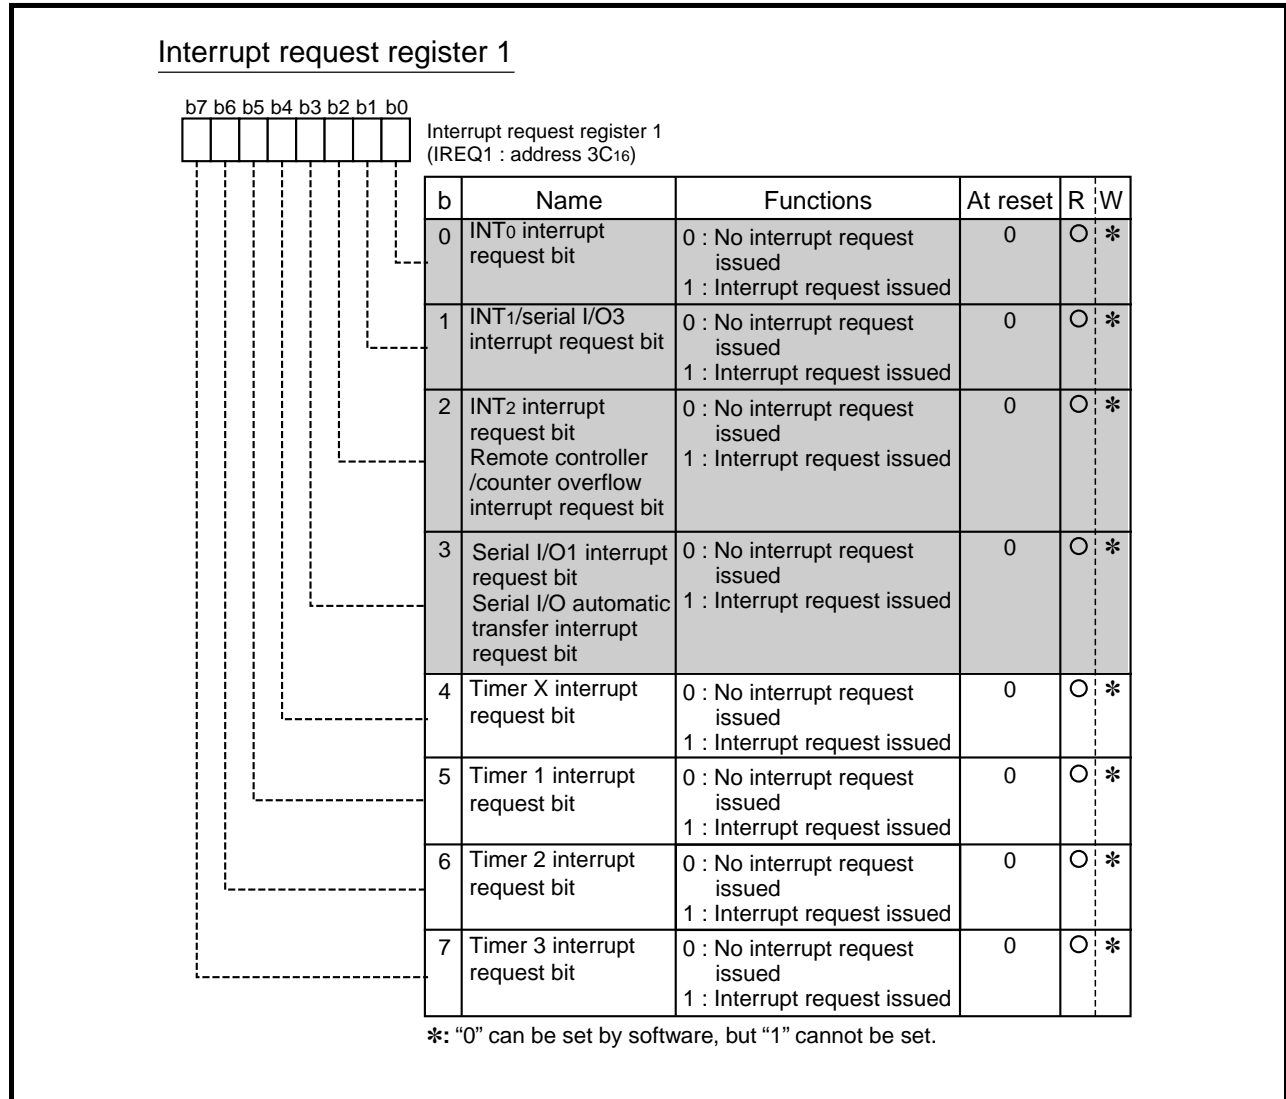 Interrupt request register 1
b7 b6 b5 b4 b3 b2 b1 b0
Interrupt request register 1
(IREQ1 : address 3C16)
b Name Functions At reset R W
0 INT0 interrupt request bit 0 : No interrupt request issued 1 : Interrupt request issued 0 ○ ✻
1 INT1/serial I/O3 interrupt request bit 0 : No interrupt request issued 1 : Interrupt request issued 0 ○ ✻
2 INT2 interrupt request bit Remote controller /counter overflow interrupt request bit 0 : No interrupt request issued 1 : Interrupt request issued 0 ○ ✻
3 Serial I/O1 interrupt request bit Serial I/O automatic transfer interrupt request bit 0 : No interrupt request issued 1 : Interrupt request issued 0 ○ ✻
4 Timer X interrupt request bit 0 : No interrupt request issued 1 : Interrupt request issued 0 ○ ✻
5 Timer 1 interrupt request bit 0 : No interrupt request issued 1 : Interrupt request issued 0 ○ ✻
6 Timer 2 interrupt request bit 0 : No interrupt request issued 1 : Interrupt request issued 0 ○ ✻
7 Timer 3 interrupt request bit 0 : No interrupt request issued 1 : Interrupt request issued 0 ○ ✻
✻: “0” can be set by software, but “1” cannot be set.